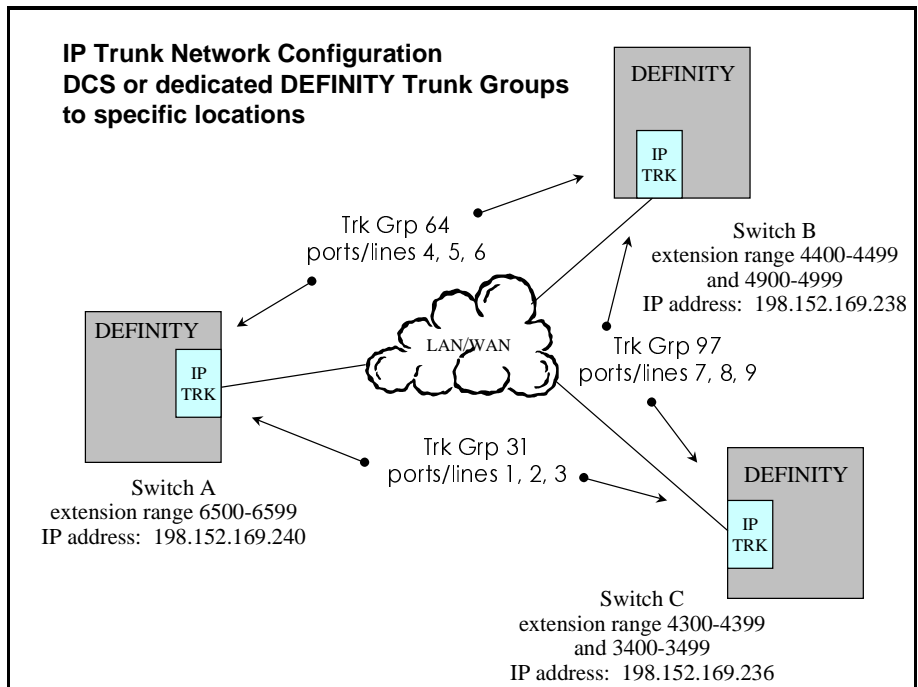 IP Trunk Network Configuration
DCS or dedicated DEFINITY Trunk Groups
to specific locations
DEFINITY
IP
TRK
Trk Grp 64
ports/lines 4, 5, 6
Switch B
extension range 4400-4499
and 4900-4999
IP address: 198.152.169.238
DEFINITY
IP
TRK
LAN/WAN
Trk Grp 97
ports/lines 7, 8, 9
Trk Grp 31
ports/lines 1, 2, 3
Switch A
extension range 6500-6599
IP address: 198.152.169.240
DEFINITY
IP
TRK
Switch C
extension range 4300-4399
and 3400-3499
IP address: 198.152.169.236